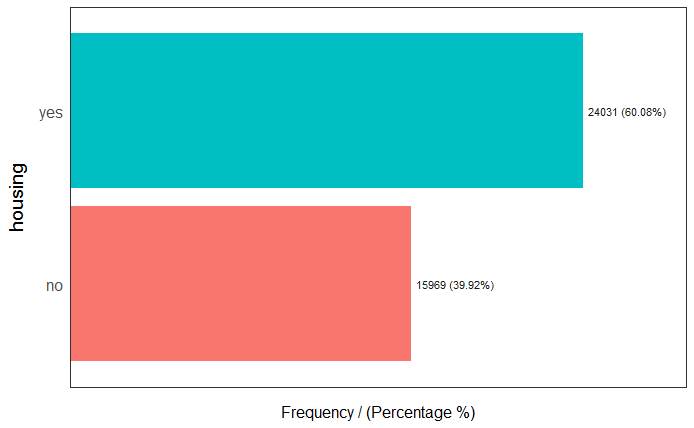 yes
24031 (60.08%)
housing
no
15969 (39.92%)
Frequency / (Percentage %)